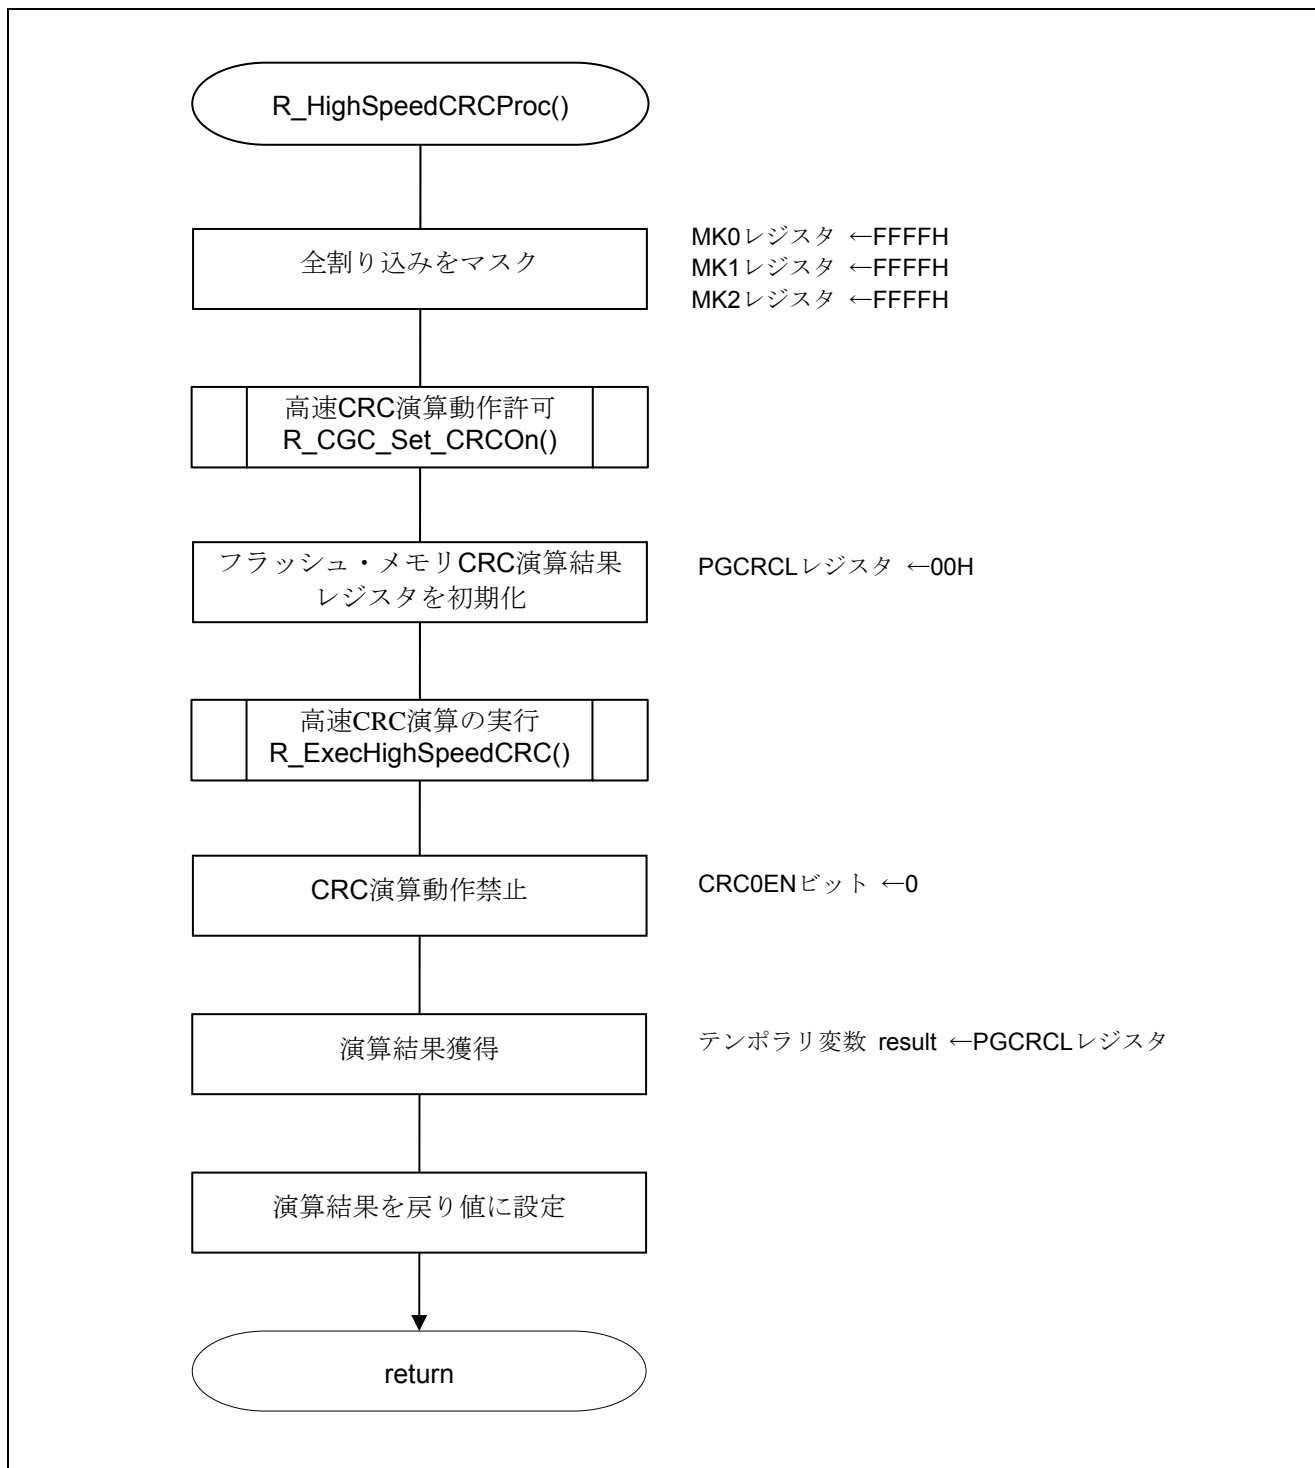 R_HighSpeedCRCProc()
全割り込みをマスク
MK0レジスタ ←FFFFH
MK1レジスタ ←FFFFH
MK2レジスタ ←FFFFH
高速CRC演算動作許可
R_CGC_Set_CRCOn()
フラッシュ・メモリCRC演算結果
レジスタを初期化
PGCRCLレジスタ ←00H
高速CRC演算の実行
R_ExecHighSpeedCRC()
CRC演算動作禁止
CRC0ENビット ←0
演算結果獲得
テンポラリ変数 result ←PGCRCLレジスタ
演算結果を戻り値に設定
return